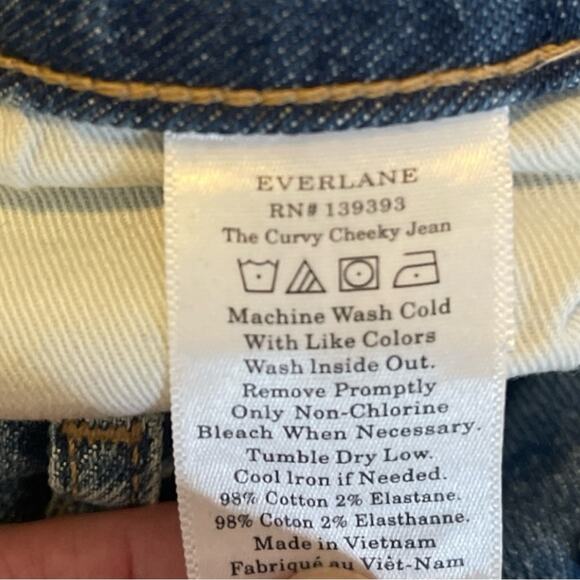 EVERLANE
RN# 139393
The Curvy Cheeky Jean
Machine Wash Cold
With Like Colors
Wash Inside Out.
Remove Promptly
Only Non-Chlorine
Bleach When Necessary.
Tumble Dry Low.
Cool Iron if Needed.
98% Cotton 2% Elastane.
98% Coton 2% Elasthanne.
Made in Vietnam
Fabriqué au Viêt-Nam